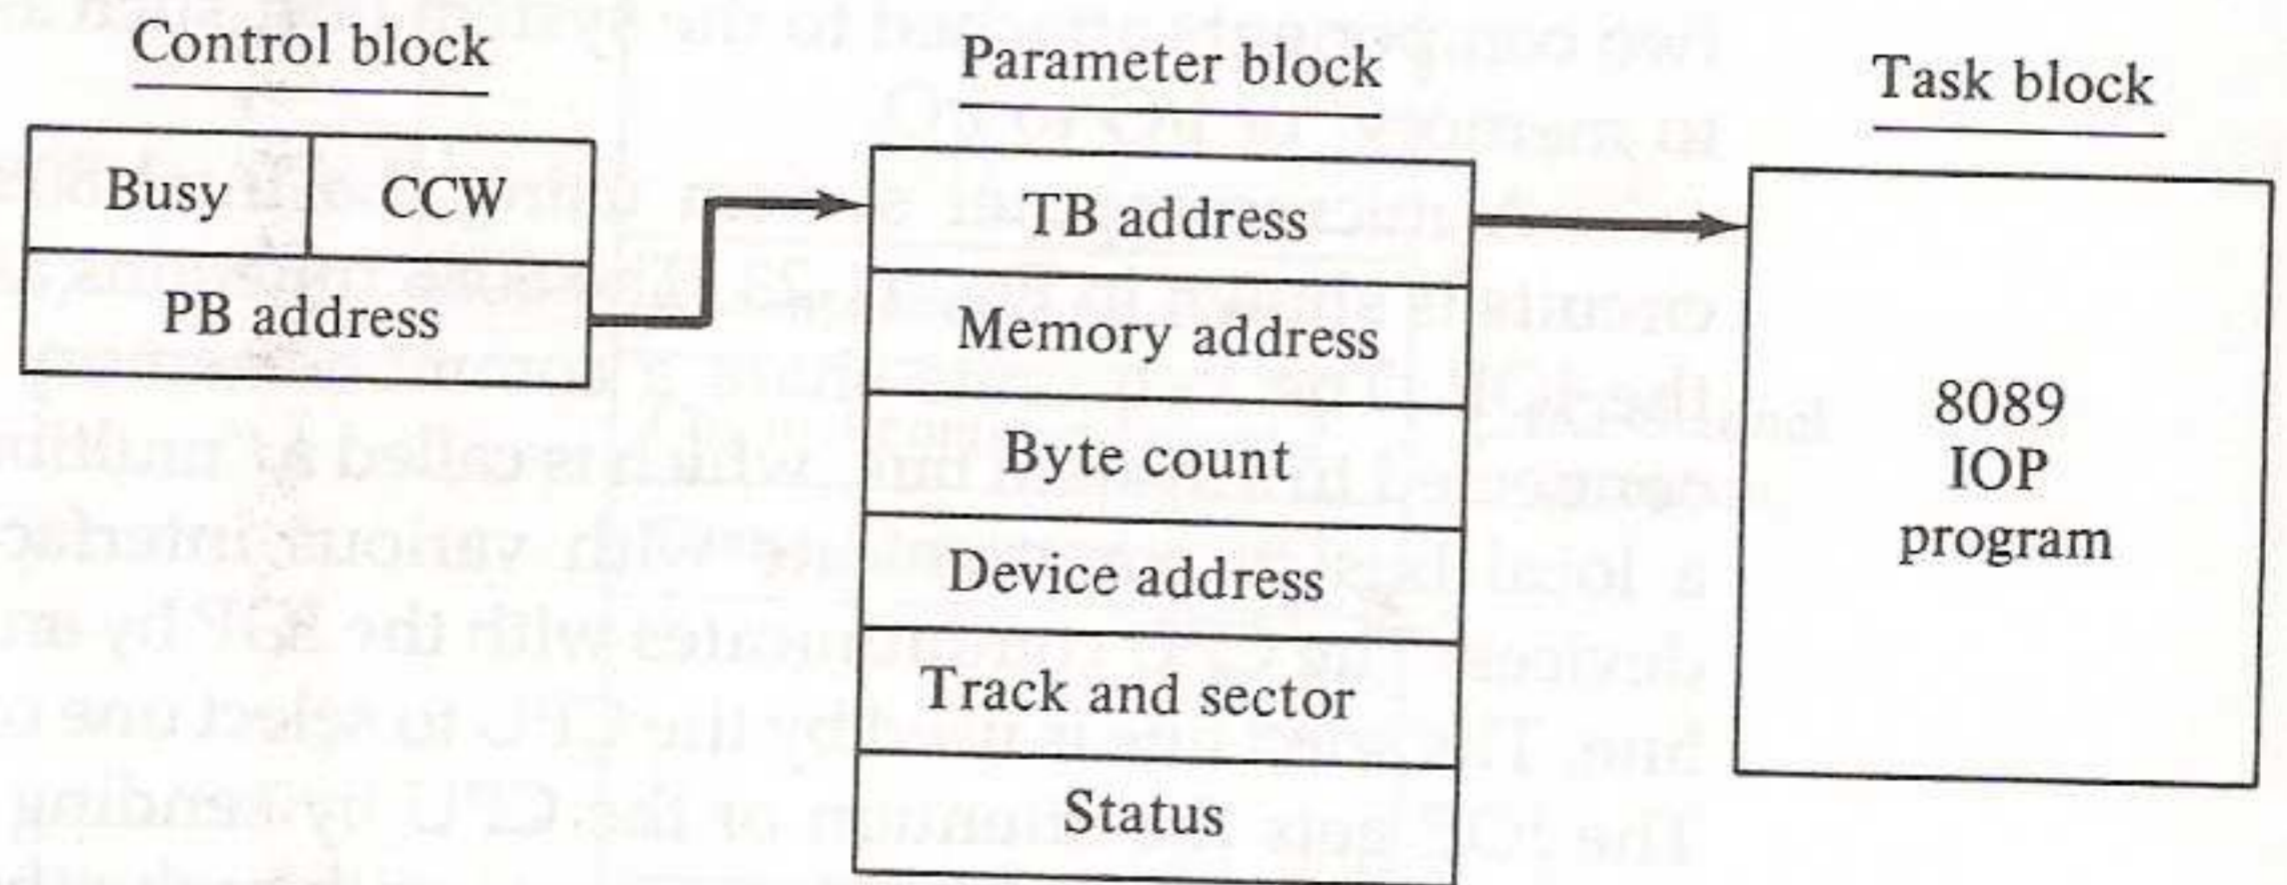 Control block
Busy
CCW
PB address
Parameter block
TB address
Memory address
Byte count
Device address
Track and sector
Status
Task block
8089
IOP
program